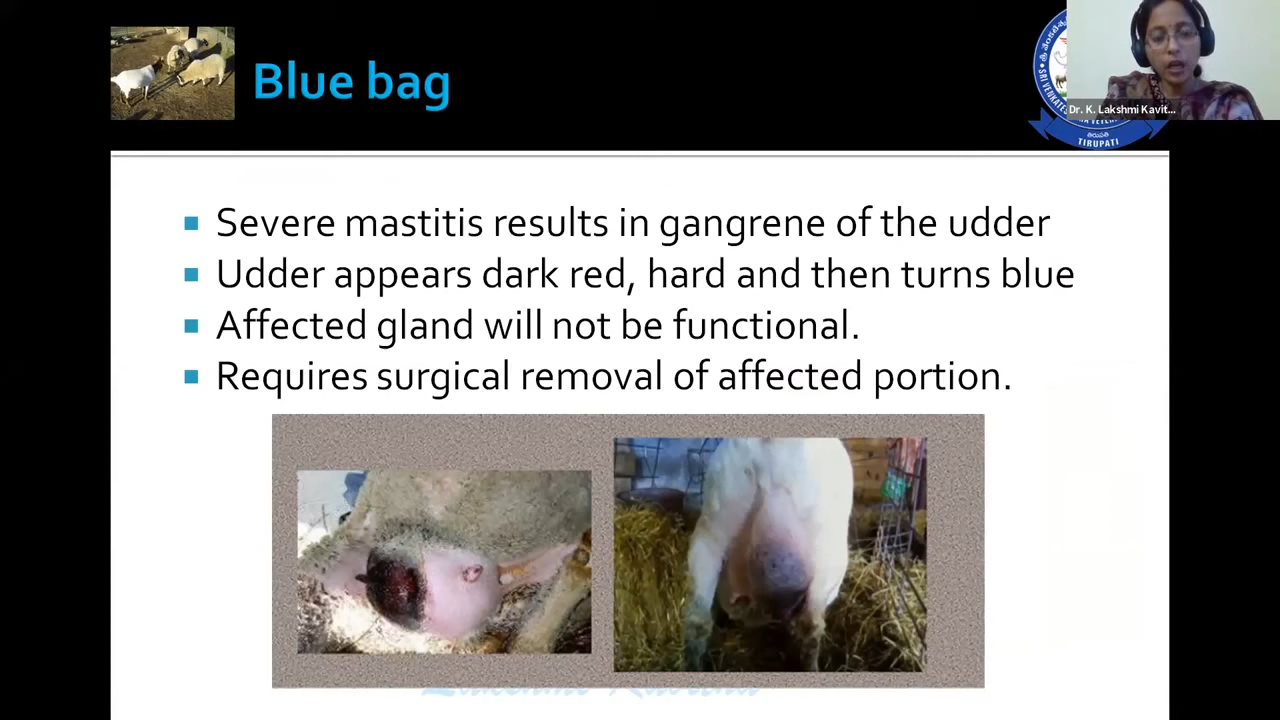 Blue bag
Dr. K. Lakshmi Kavit...
TIRUPATI
తిరుపతి
Severe mastitis results in gangrene of the udder
Udder appears dark red, hard and then turns blue
Affected gland will not be functional.
Requires surgical removal of affected portion.